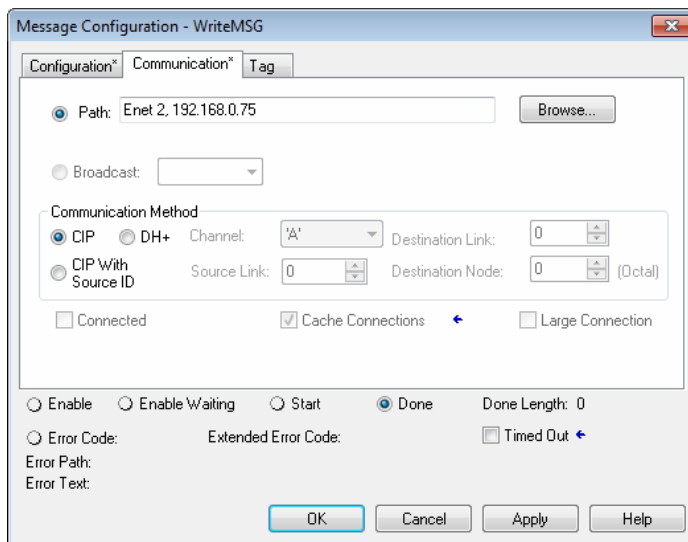 Message Configuration - WriteMSG
Configuration* Communication* Tag
Path: Enet 2, 192.168.0.75 Browse...
Broadcast:
Communication Method
CIP DH+ Channel: 'A' Destination Link: 0
CIP With Source ID Source Link: 0 Destination Node: 0 (Octal)
Connected Cache Connections Large Connection
Enable Enable Waiting Start Done Done Length: 0
Error Code: Extended Error Code: Timed Out
Error Path:
Error Text:
OK Cancel Apply Help